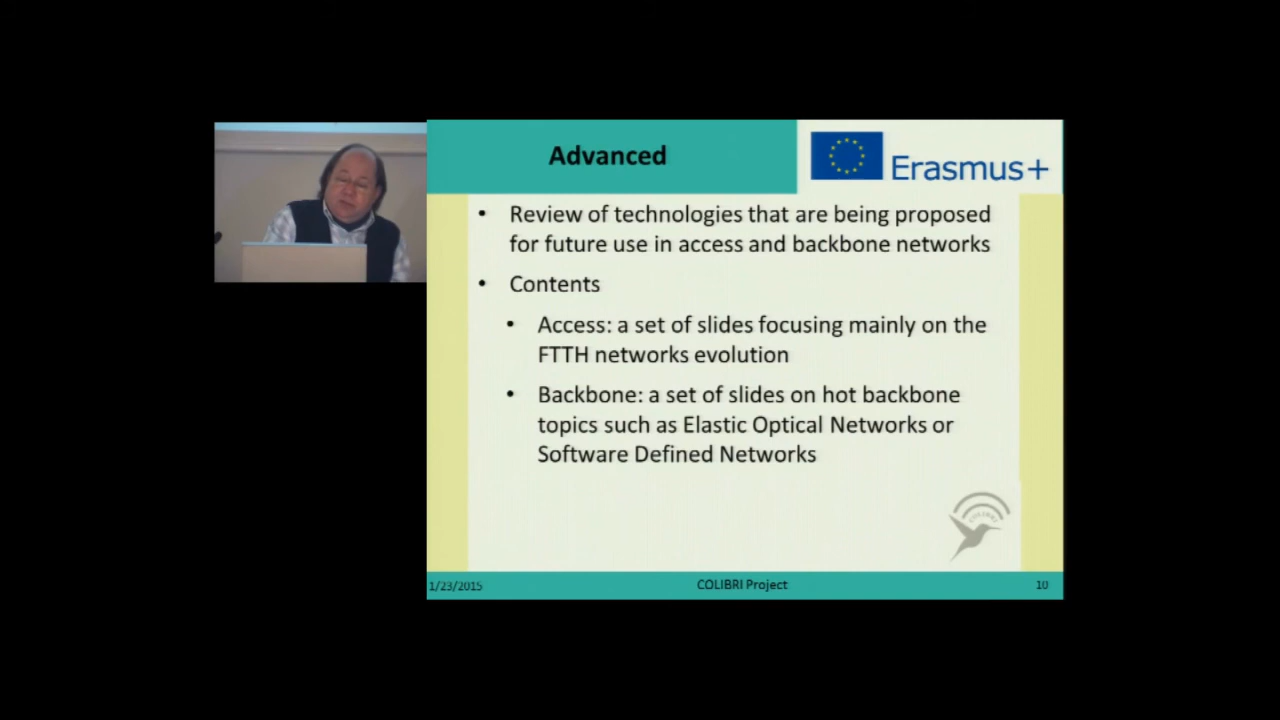 Advanced
Erasmus+
• Review of technologies that are being proposed
for future use in access and backbone networks
• Contents
• Access: a set of slides focusing mainly on the
FTTH networks evolution
• Backbone: a set of slides on hot backbone
topics such as Elastic Optical Networks or
Software Defined Networks
COLIBRI
1/23/2015
COLIBRI Project
10